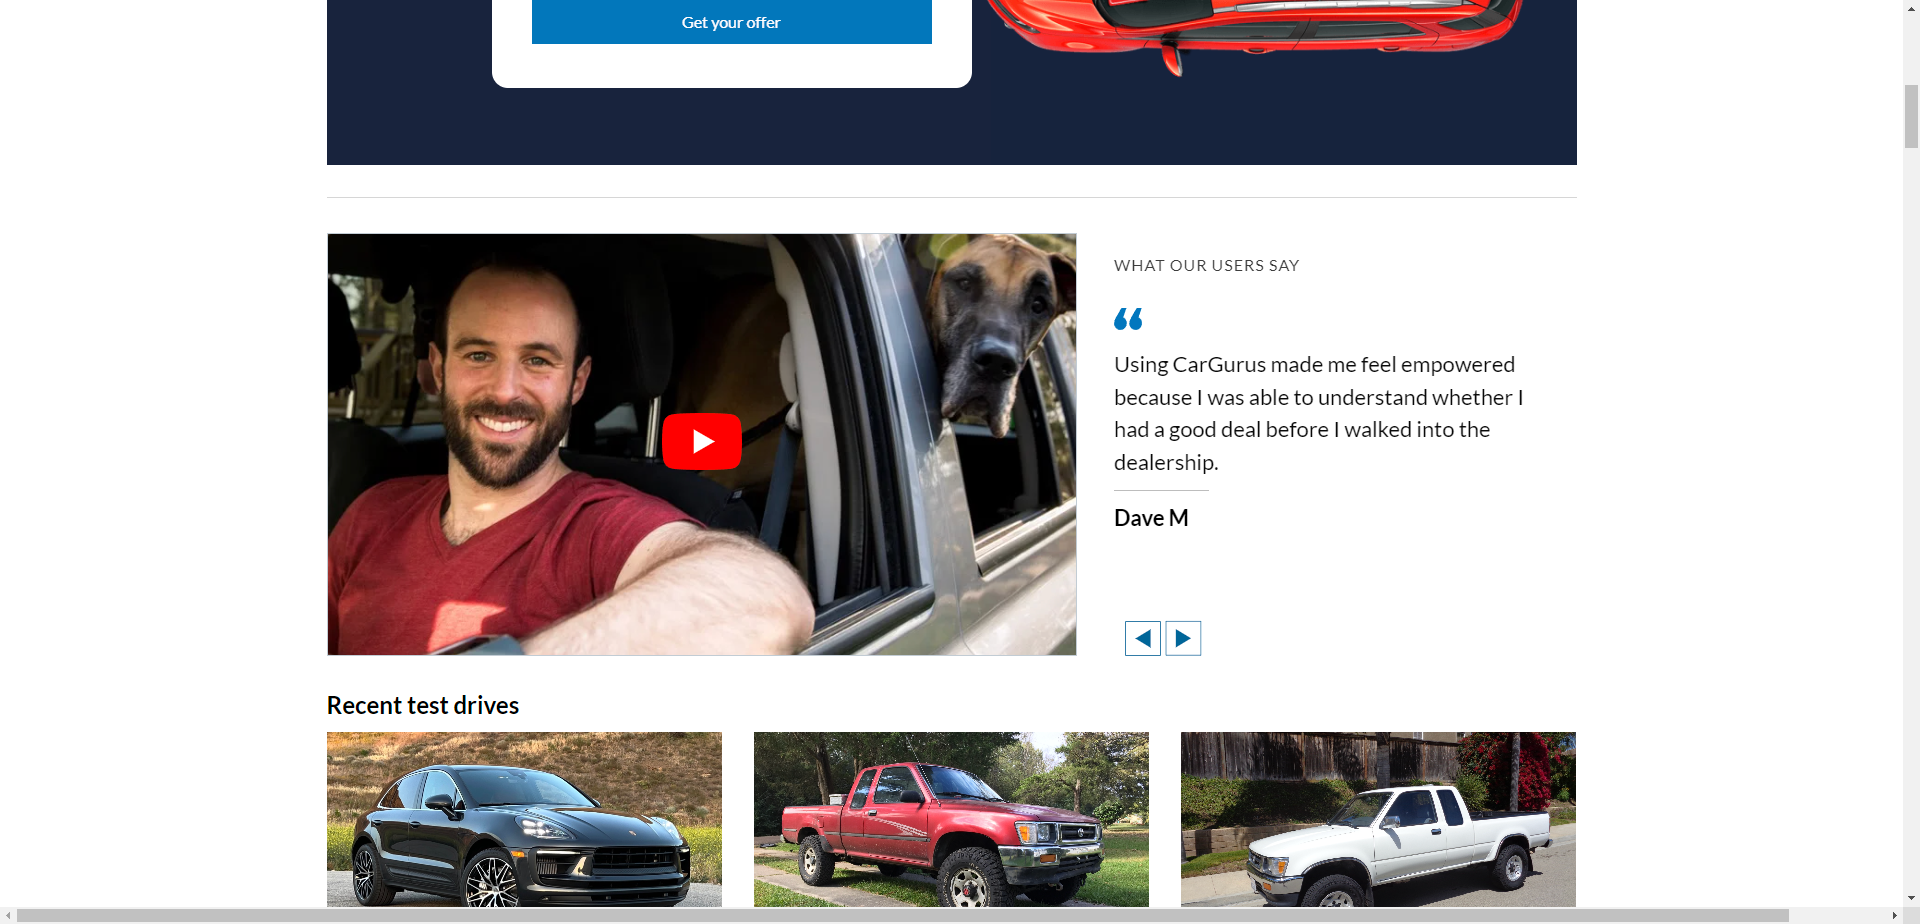 Get your offer
WHAT OUR USERS SAY
Using CarGurus made me feel empowered
because I was able to understand whether I
had a good deal before I walked into the
dealership.
Dave M
Recent test drives